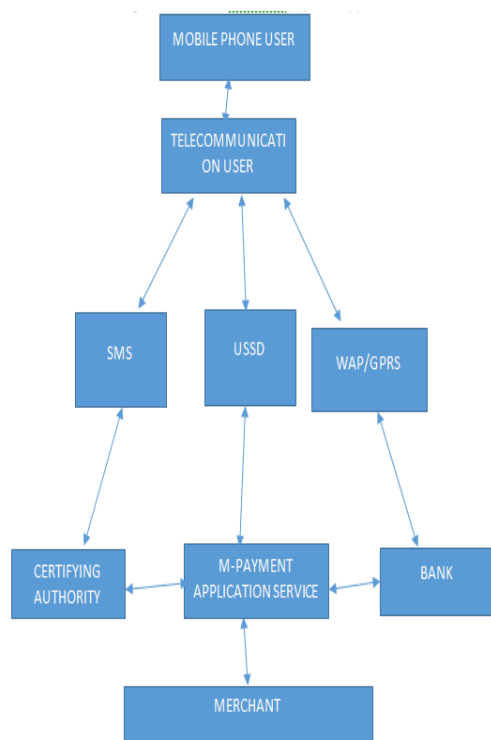 MOBILE PHONE USER
TELECOMMUNICATI
ON USER
SMS
USSD
WAP/GPRS
CERTIFYING
AUTHORITY
M-PAYMENT
APPLICATION SERVICE
BANK
MERCHANT